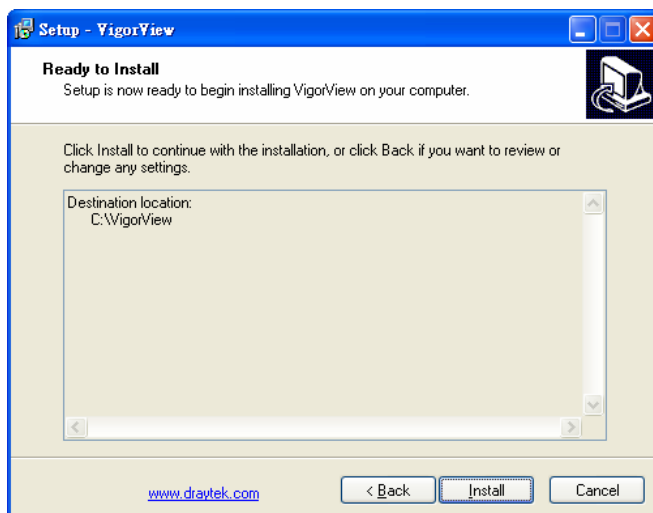 Setup - VigorView
Ready to Install
Setup is now ready to begin installing VigorView on your computer.
Click Install to continue with the installation, or click Back if you want to review or
change any settings.
Destination location:
C:\VigorView
www.draytek.com
< Back
Install
Cancel